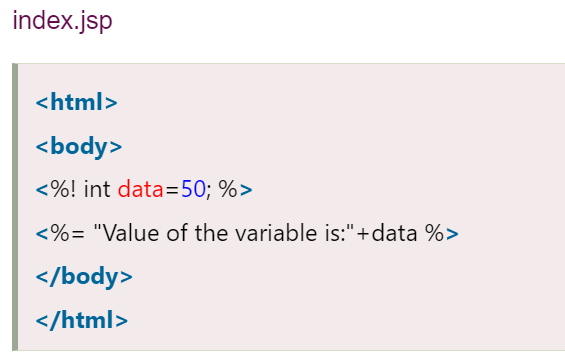 index.jsp
<html>
<body>
<%! int data=50; %>
<%= "Value of the variable is:"+data %>
</body>
</html>